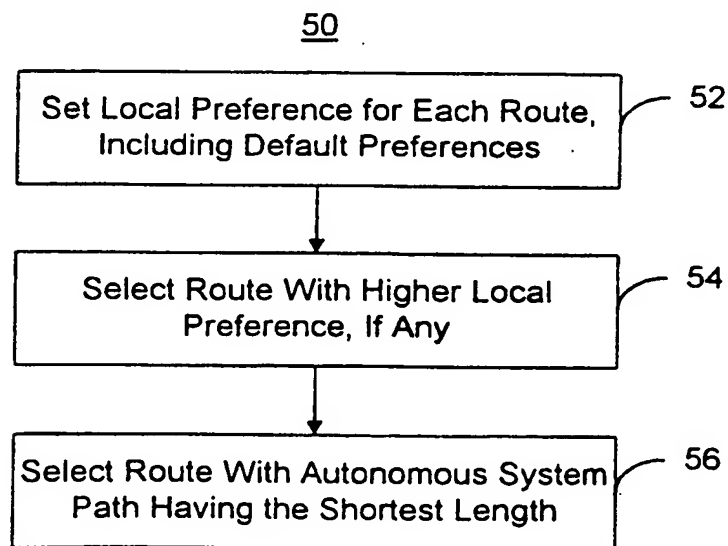 50
Set Local Preference for Each Route,
Including Default Preferences
52
Select Route With Higher Local
Preference, If Any
54
Select Route With Autonomous System
Path Having the Shortest Length
56